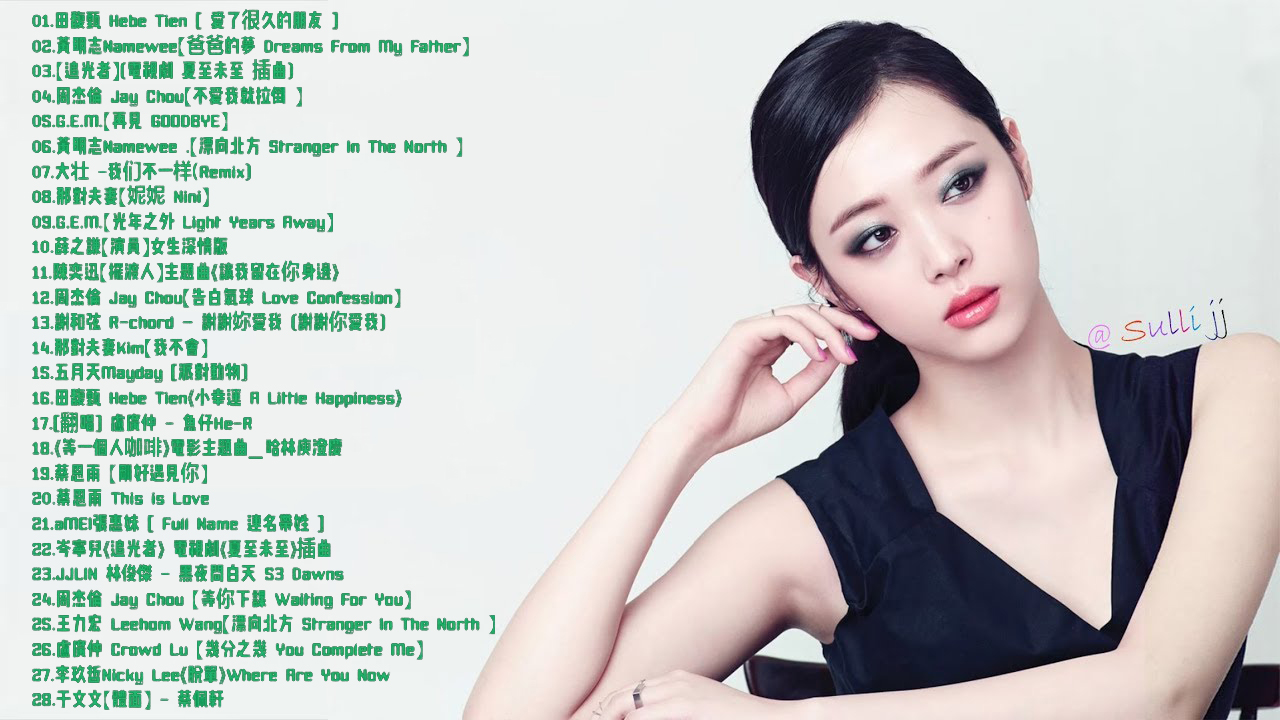 01.田馥甄 Hebe Tien [ 愛了很久的朋友 ]
02.黃明志Namewee【爸爸的夢 Dreams From My Father】
03.【追光者】(電視劇 夏至未至 插曲)
04.周杰倫 Jay Chou【不愛我就拉倒 】
05.G.E.M.【再見 GOODBYE】
06.黃明志Namewee .【漂向北方 Stranger In The North 】
07.大壮 -我们不一样(Remix)
08.那對夫妻【妮妮 Nini】
09.G.E.M.【光年之外 Light Years Away】
10.薛之謙【演員】女生深情版
11.陳奕迅【擺渡人】主題曲《讓我留在你身邊》
12.周杰倫 Jay Chou【告白氣球 Love Confession】
13.謝和弦 R-chord – 謝謝妳愛我 (謝謝你愛我)
14.那對夫妻Kim【我不會】
15.五月天Mayday [派對動物]
16.田馥甄 Hebe Tien《小幸運 A Little Happiness》
17.[翻唱] 盧廣仲 - 魚仔He-R
18.《等一個人咖啡》電影主題曲_哈林庾澄慶
19.蔡恩雨【剛好遇見你】
20.蔡恩雨 This is Love
21.aMEI張惠妹 [ Full Name 連名帶姓 ]
22.岑寧兒《追光者》 電視劇《夏至未至》插曲
23.JJLIN 林俊傑 – 黑夜問白天 53 Dawns
24.周杰倫 Jay Chou 【等你下課 Waiting For You】
25.王力宏 Leehom Wang【漂向北方 Stranger In The North 】
26.盧廣仲 Crowd Lu 【幾分之幾 You Complete Me】
27.李玖哲Nicky Lee《脫單》Where Are You Now
28.于文文【體面】 - 蔡佩軒
@ Sulli jj